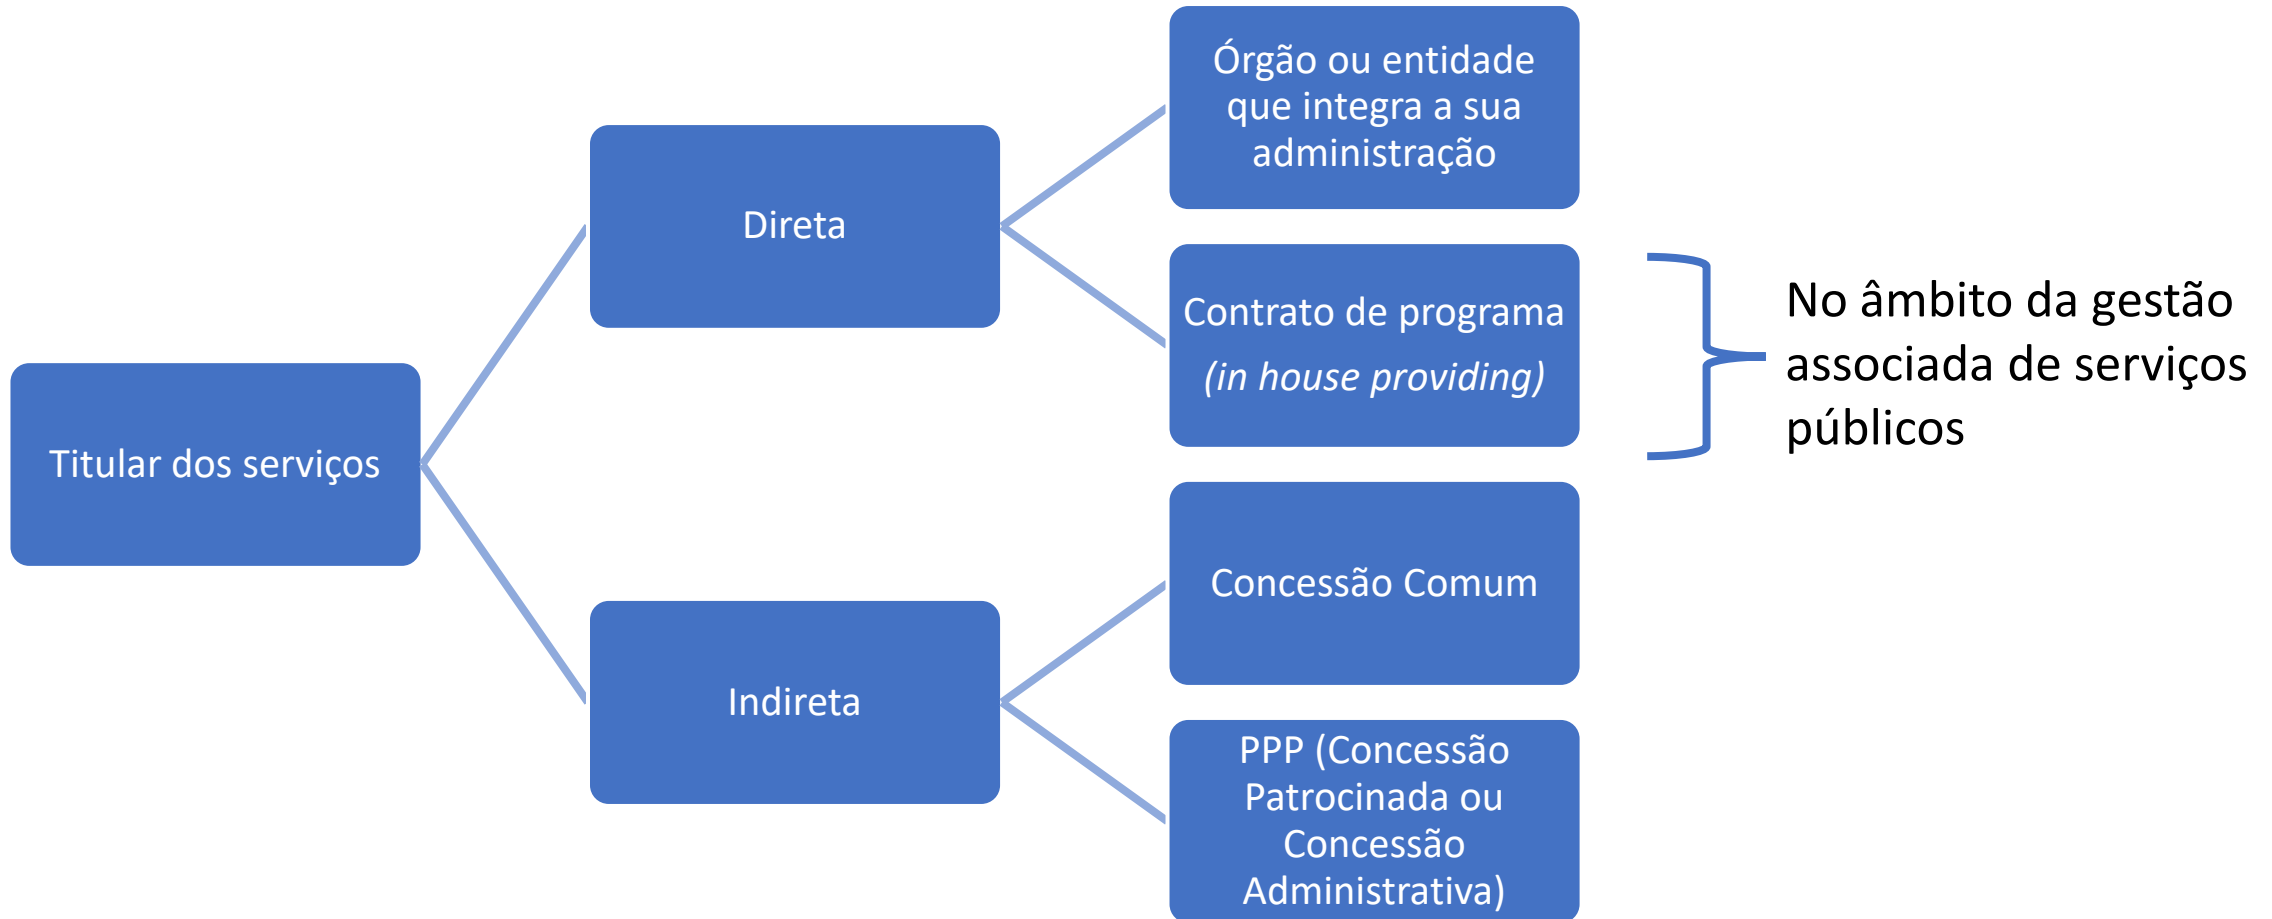 Titular dos serviços
Direta
Órgão ou entidade
que integra a sua
administração
Contrato de programa
(in house providing)
No âmbito da gestão
associada de serviços
públicos
Indireta
Concessão Comum
PPP (Concessão
Patrocinada ou
Concessão
Administrativa)